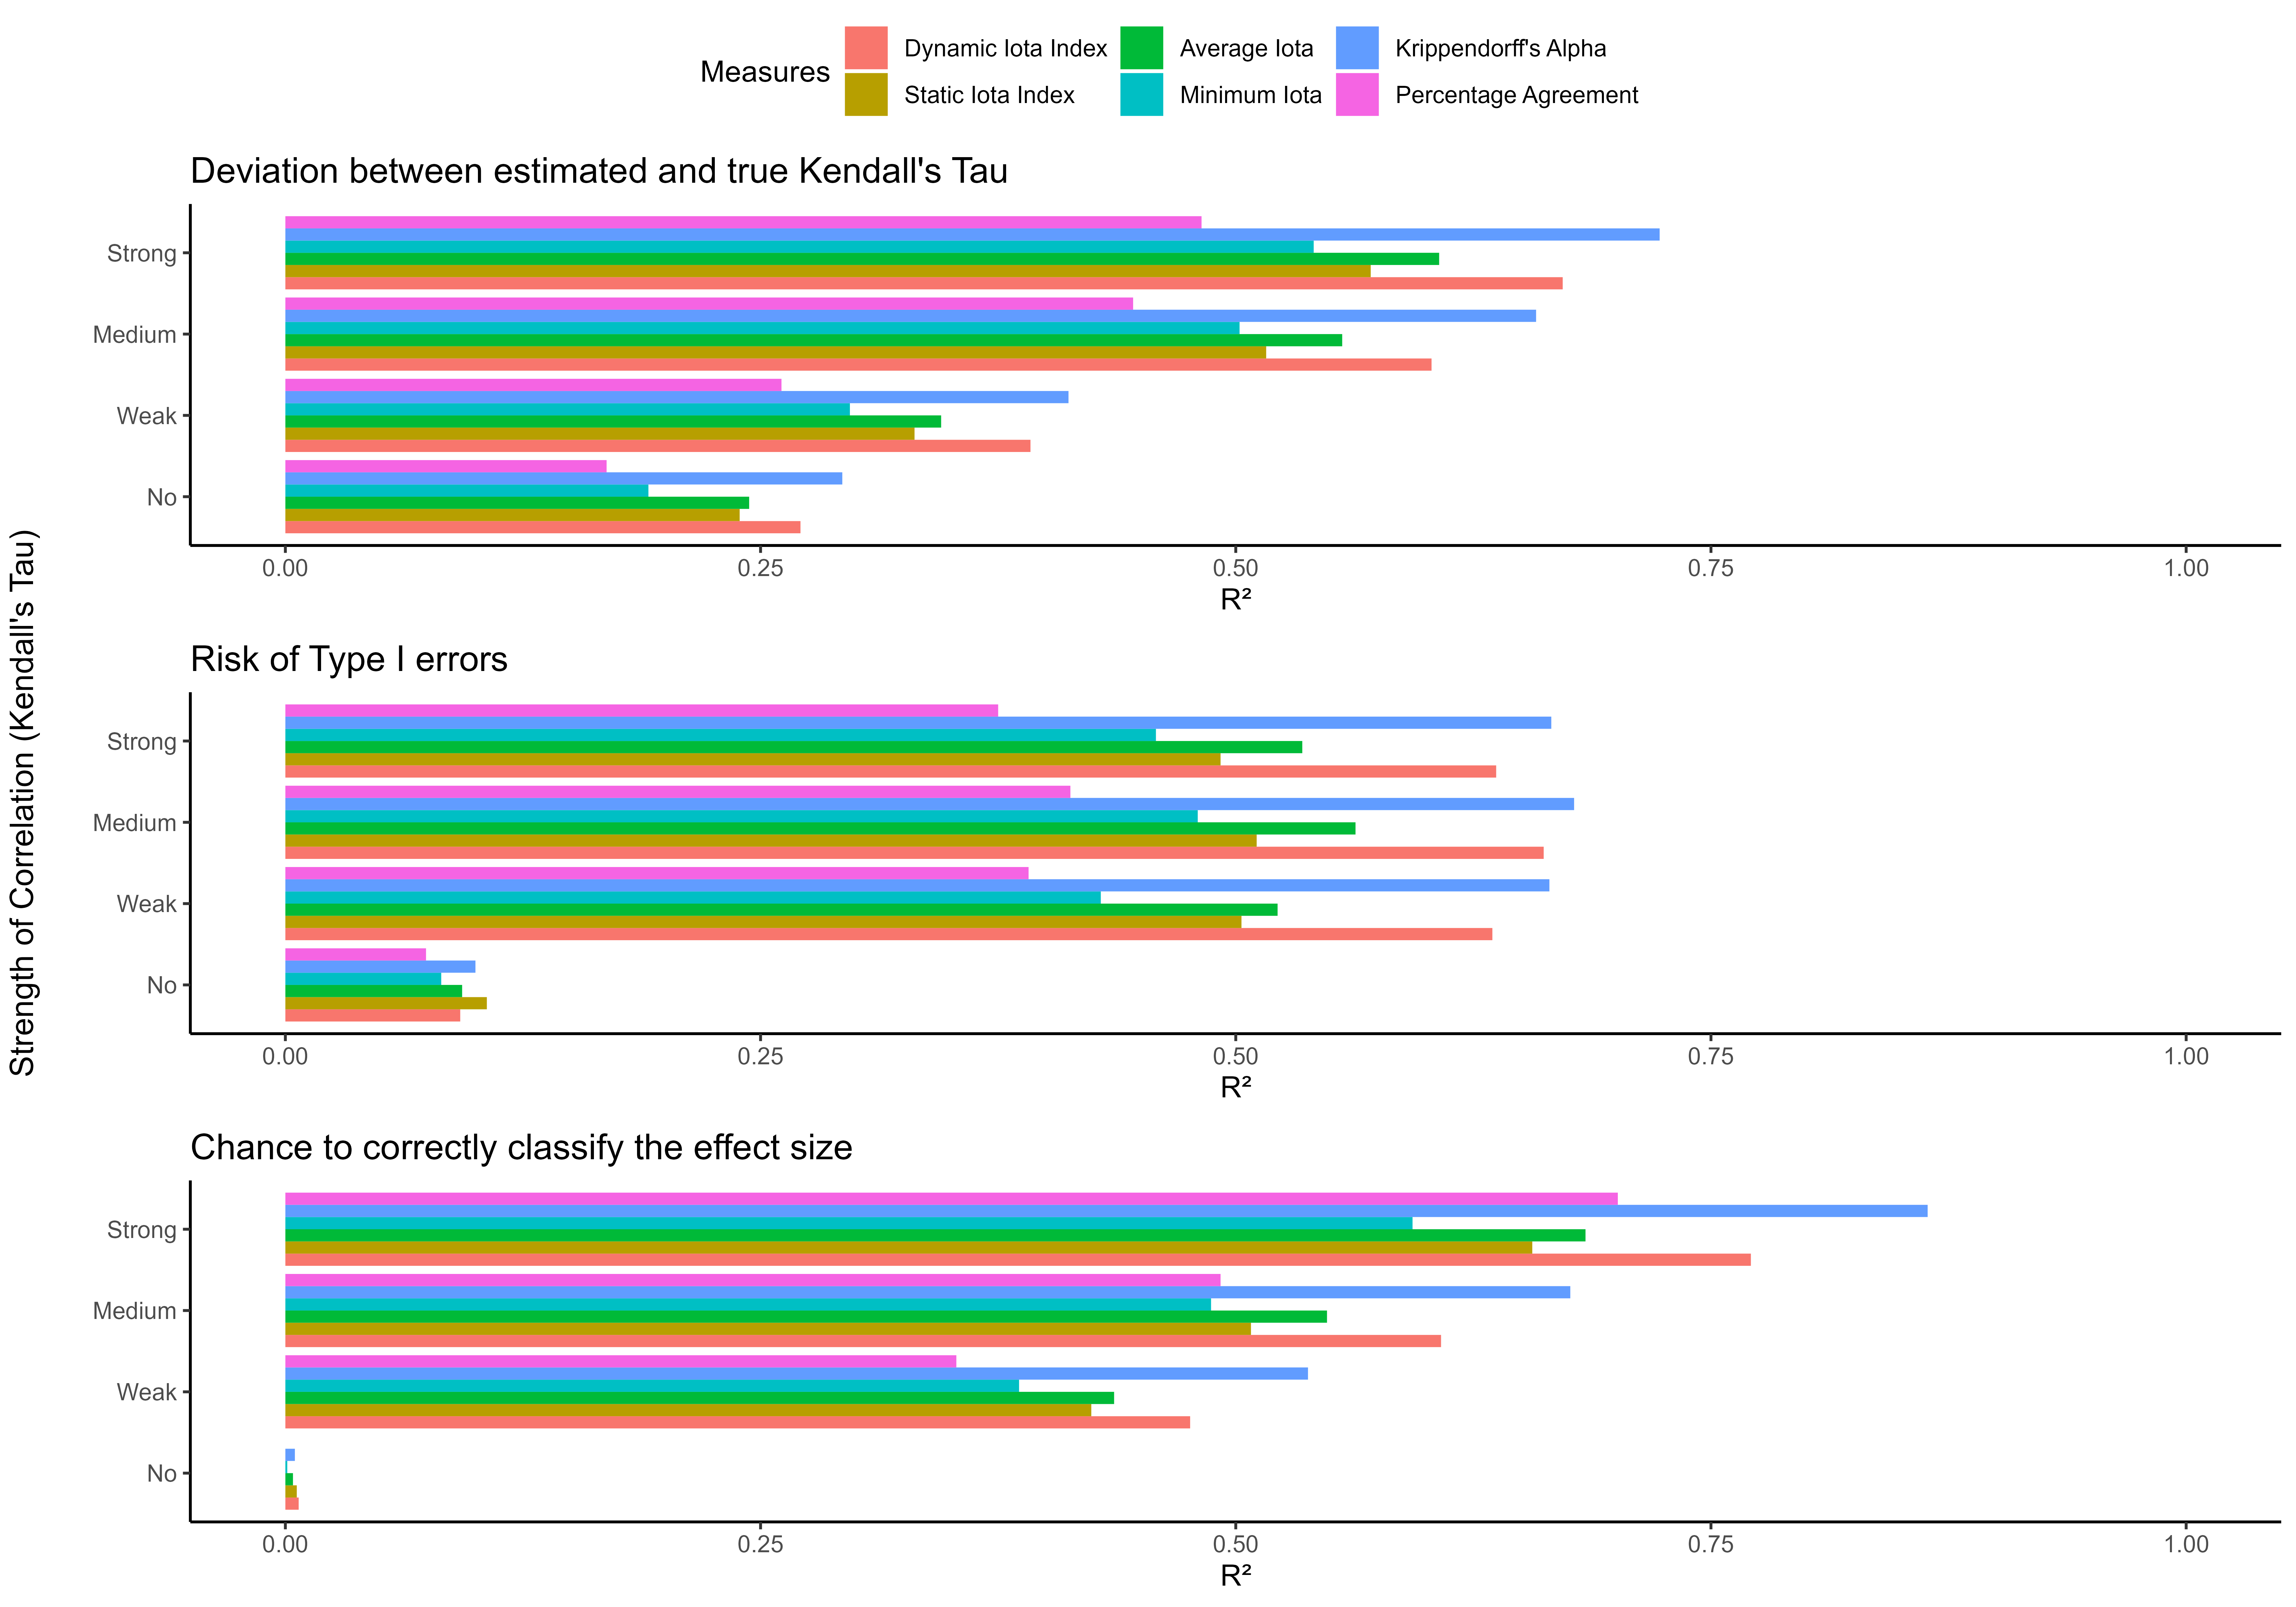 Measures
Dynamic Iota Index
Average Iota
Krippendorff's Alpha
Static Iota Index
Minimum Iota
Percentage Agreement
Strength of Correlation (Kendall's Tau)
Deviation between estimated and true Kendall's Tau
Strong
Medium
Weak
No
0.00 0.25 0.50 0.75 1.00
R²
Risk of Type I errors
Strong
Medium
Weak
No
0.00 0.25 0.50 0.75 1.00
R²
Chance to correctly classify the effect size
Strong
Medium
Weak
No
0.00 0.25 0.50 0.75 1.00
R²